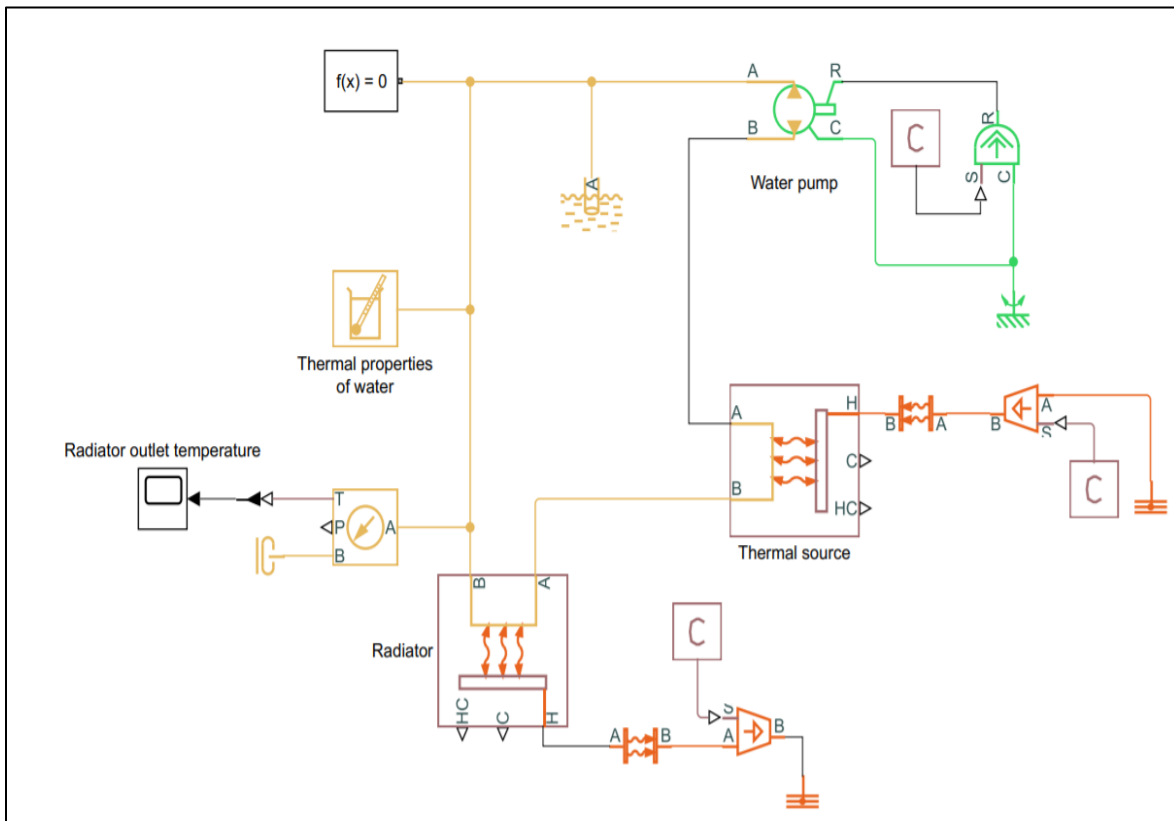 f(x) = 0
A
R
B
C
C
R
S
C
A
Water pump
Thermal properties
of water
A
H
B
A
B
A
S
C
C
B
HC
Thermal source
Radiator outlet temperature
T
P
A
B
B
A
Radiator
HC
C
H
C
S
A
B
A
B